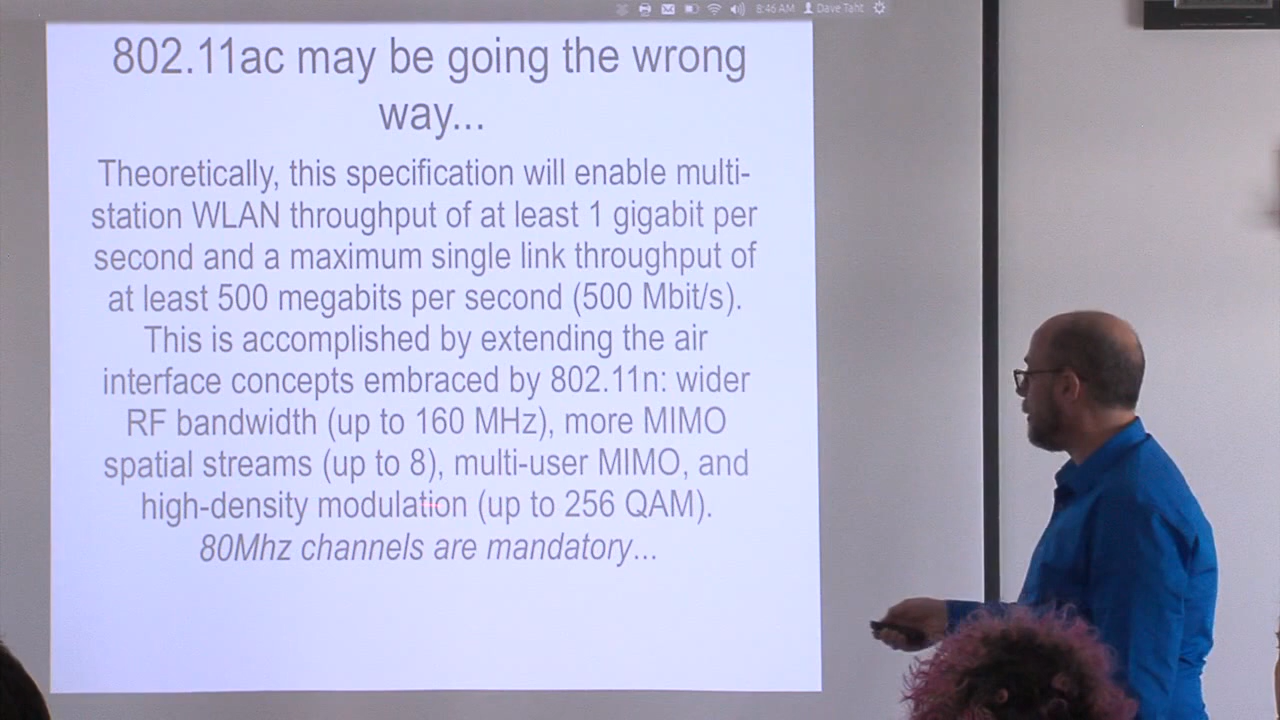 8:46 AM Dave Taht
802.11ac may be going the wrong
way...
Theoretically, this specification will enable multi-
station WLAN throughput of at least 1 gigabit per
second and a maximum single link throughput of
at least 500 megabits per second (500 Mbit/s).
This is accomplished by extending the air
interface concepts embraced by 802.11n: wider
RF bandwidth (up to 160 MHz), more MIMO
spatial streams (up to 8), multi-user MIMO, and
high-density modulation (up to 256 QAM).
80Mhz channels are mandatory...